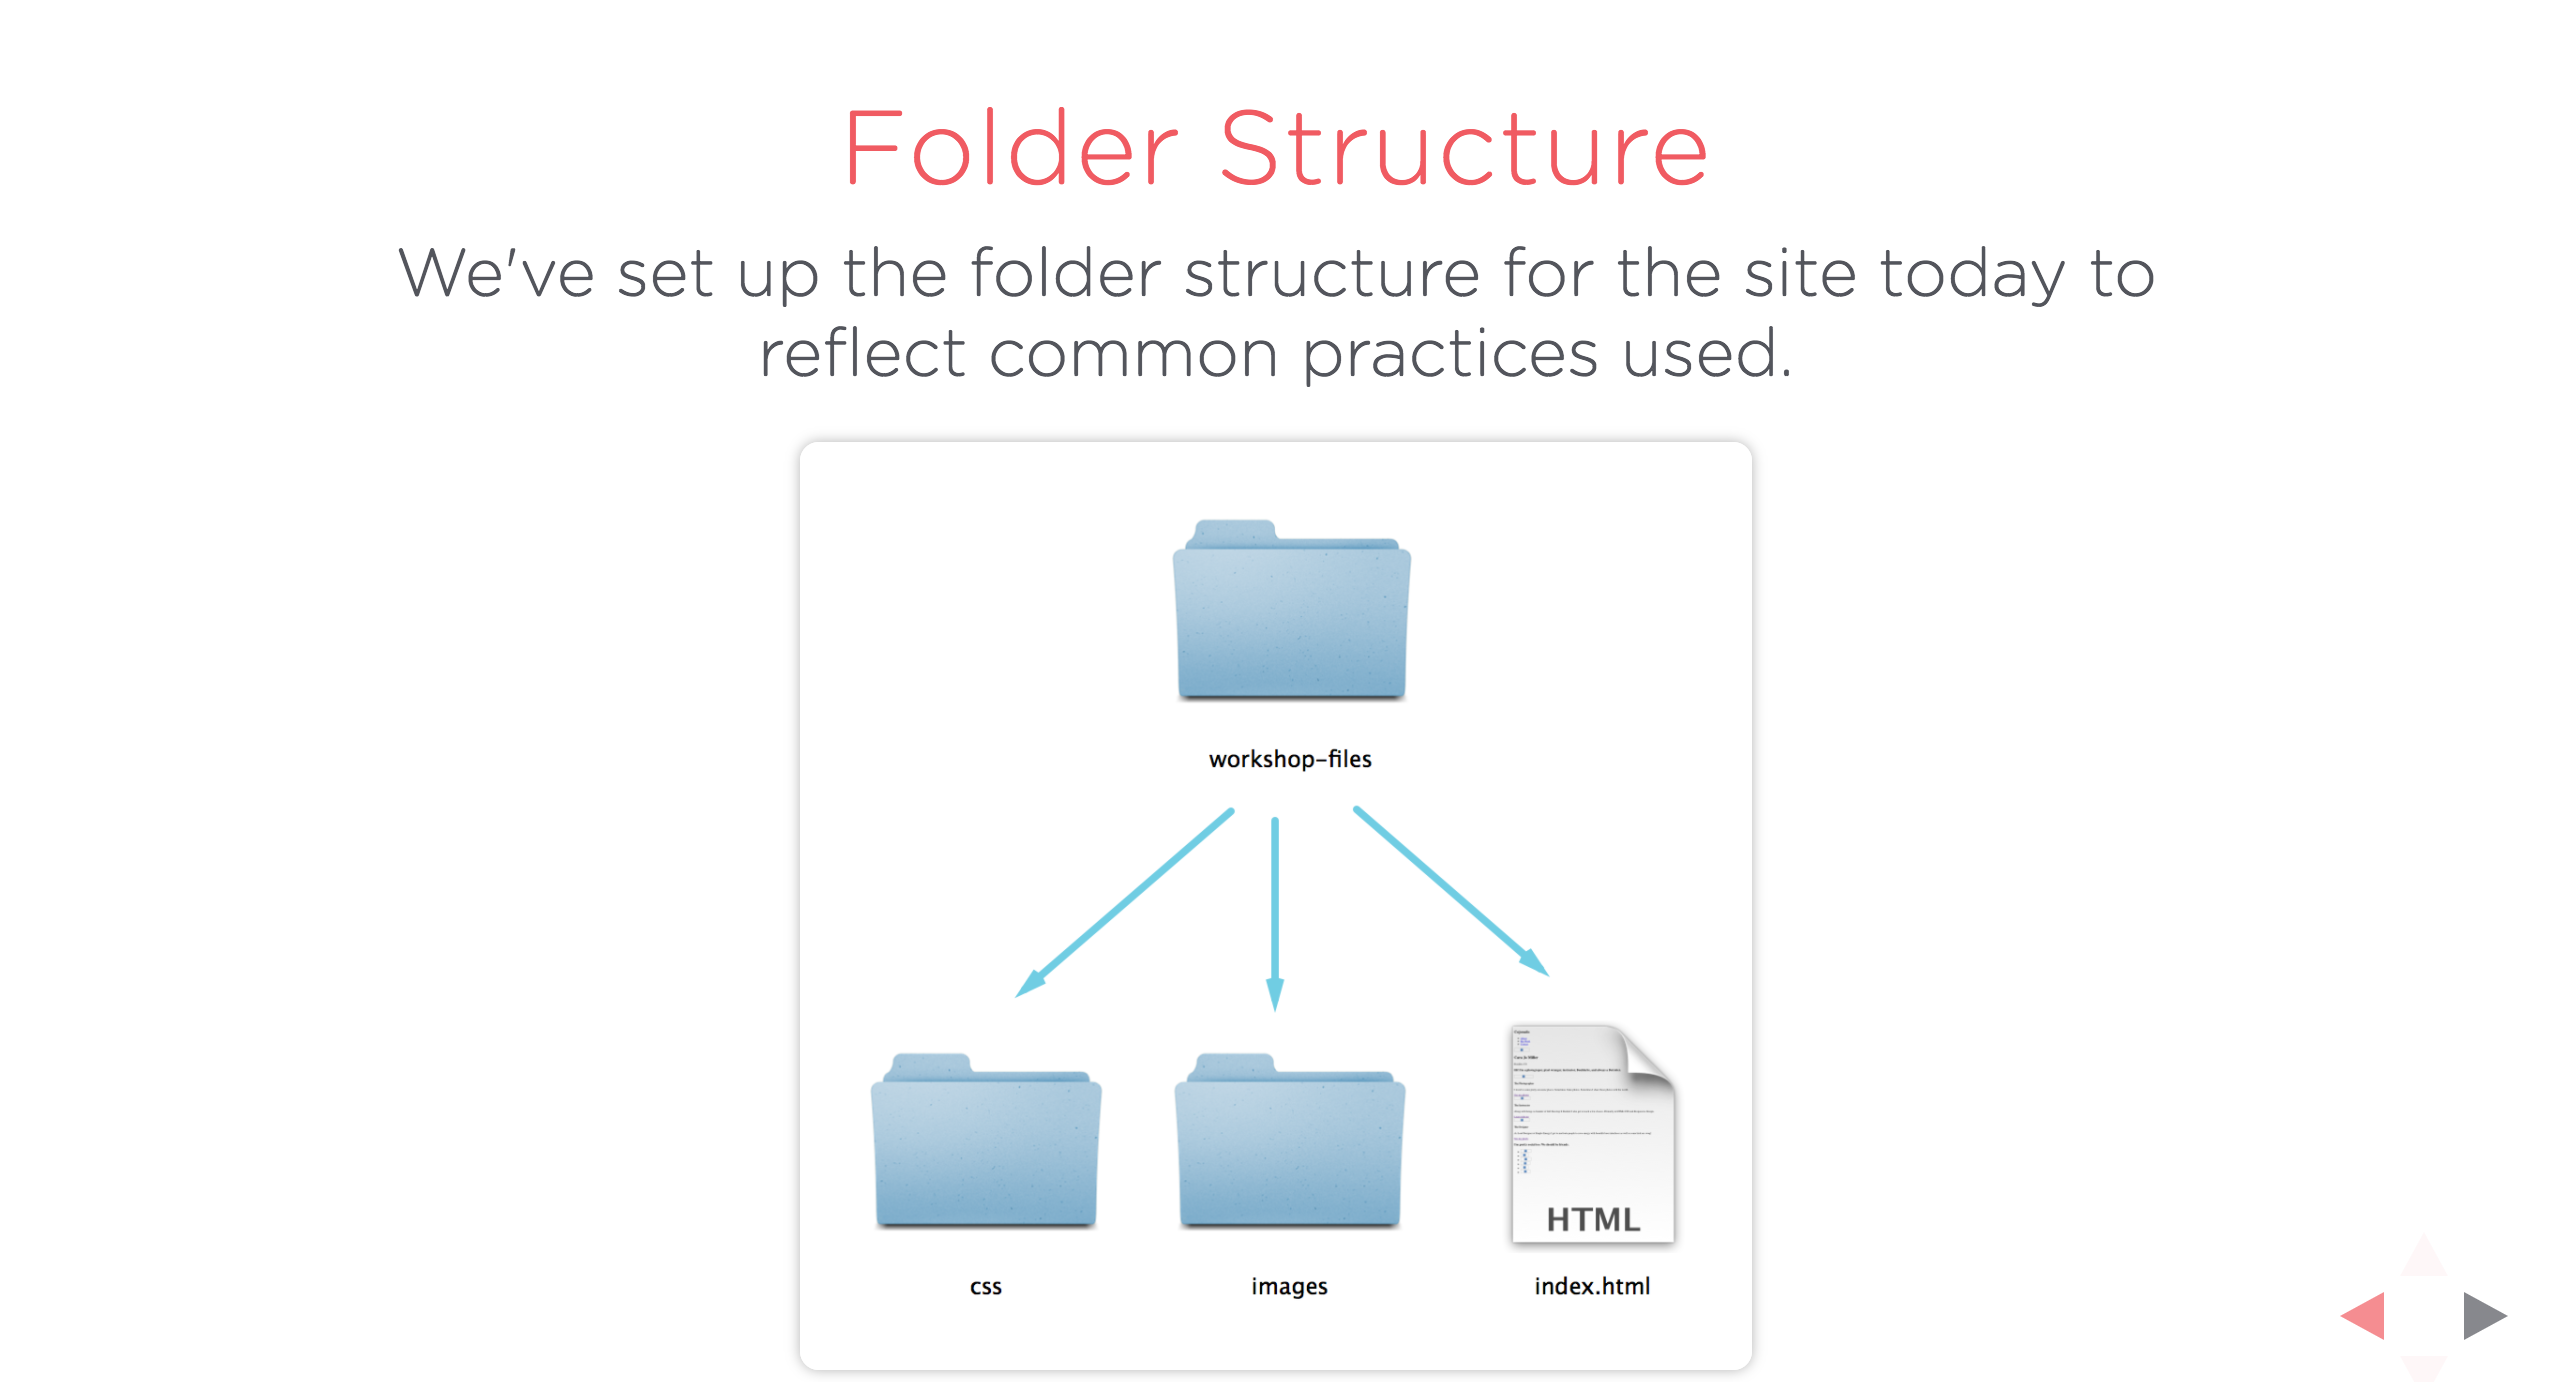 Folder Structure
We've set up the folder structure for the site today to
reflect common practices used.
workshop-files
HTML
css
images
index.html